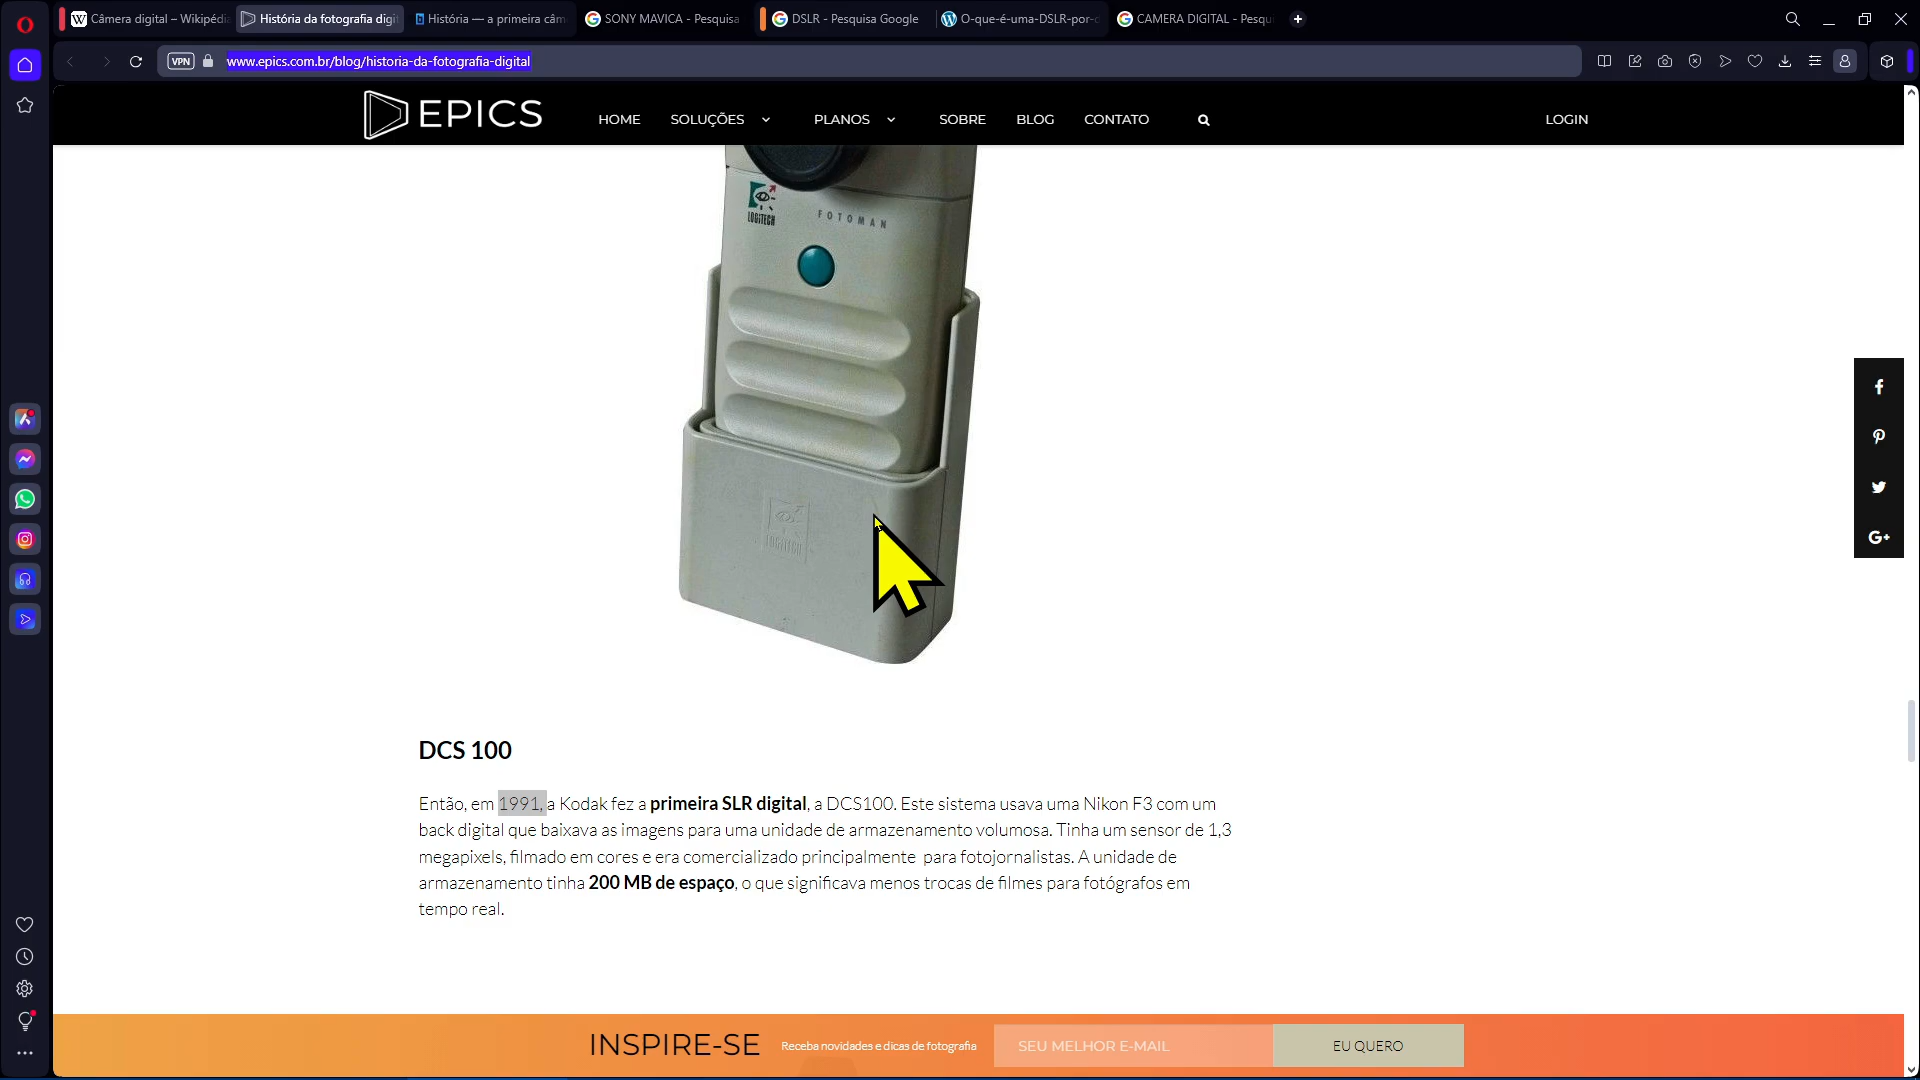 Câmera digital – Wikipédi
História da fotografia digit
História — a primeira câm
SONY MAVICA - Pesquisa
DSLR - Pesquisa Google
O-que-é-uma-DSLR-por-
CAMERA DIGITAL - Pesqu
VPN
www.epics.com.br/blog/historia-da-fotografia-digital
EPICS
HOME
SOLUÇÕES
PLANOS
SOBRE
BLOG
CONTATO
LOGIN
LOGITECH
FOTOMAN
LOGITECH
DCS 100
Então, em 1991, a Kodak fez a primeira SLR digital, a DCS100. Este sistema usava uma Nikon F3 com um
back digital que baixava as imagens para uma unidade de armazenamento volumosa. Tinha um sensor de 1,3
megapixels, filmado em cores e era comercializado principalmente para fotojornalistas. A unidade de
armazenamento tinha 200 MB de espaço, o que significava menos trocas de filmes para fotógrafos em
tempo real.
INSPIRE-SE
Receba novidades e dicas de fotografia
SEU MELHOR E-MAIL
EU QUERO